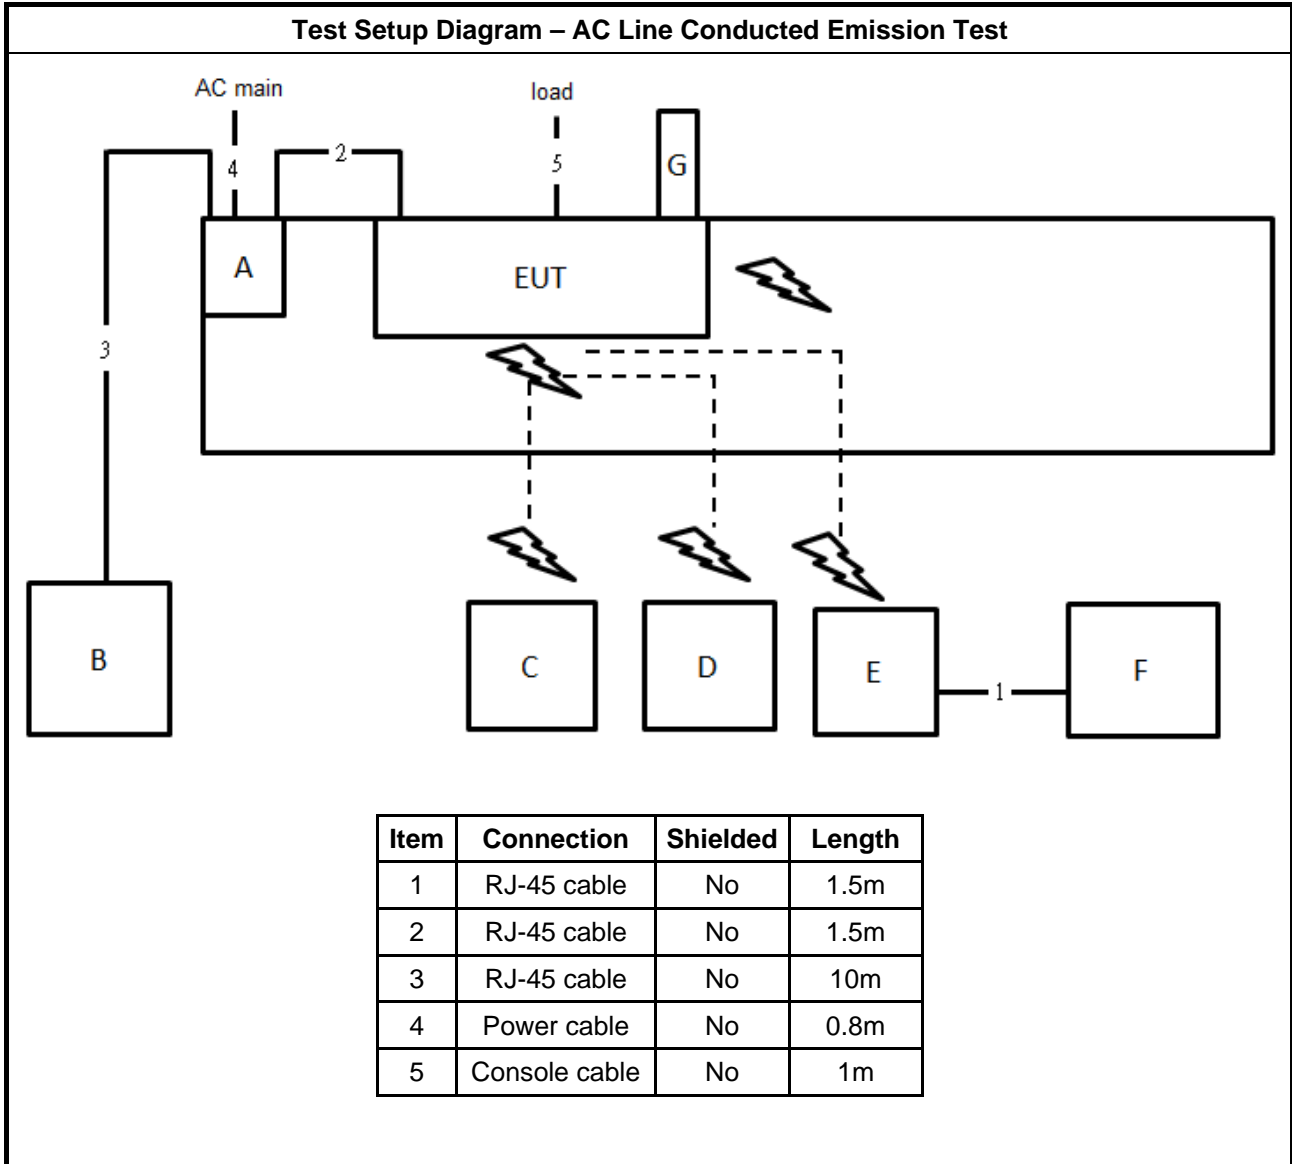 Test Setup Diagram – AC Line Conducted Emission Test
AC main
load
2
4
5
G
A
EUT
3
B
C
D
E
1
F
Item Connection Shielded Length
1 RJ-45 cable No 1.5m
2 RJ-45 cable No 1.5m
3 RJ-45 cable No 10m
4 Power cable No 0.8m
5 Console cable No 1m